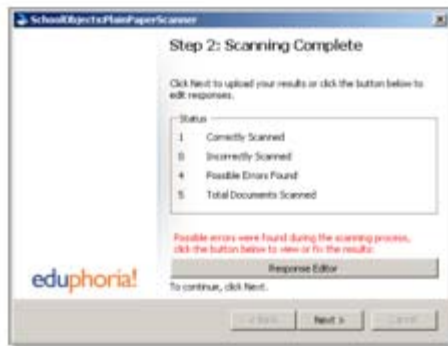 SchoolObjects:PlainPaperScanner
Step 2: Scanning Complete
Click Next to upload your results or click the button below to
edit responses.
Status
1 Correctly Scanned
0 Incorrectly Scanned
4 Possible Errors Found
5 Total Documents Scanned
Possible errors were found during the scanning process,
click the button below to view or fix the results:
Response Editor
To continue, click Next.
eduphoria!
< Back Next > Cancel